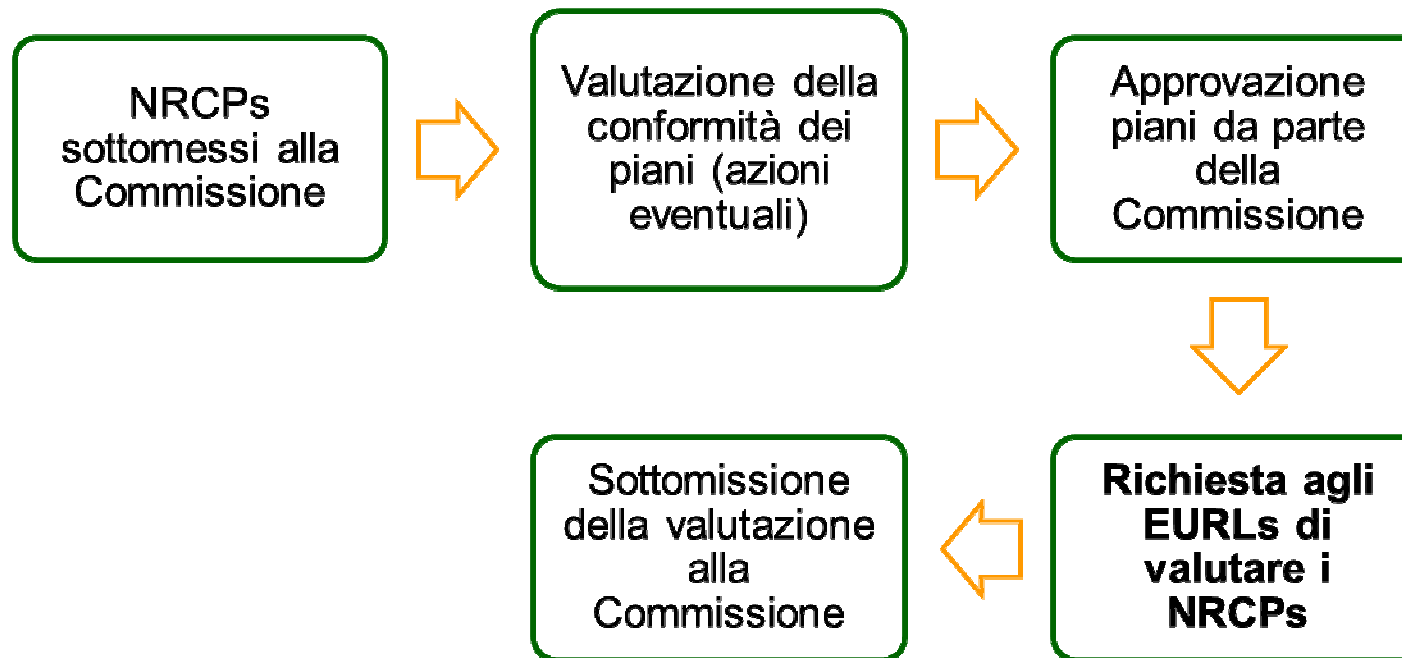 NRCPs
sottomessi alla
Commissione
Valutazione della
conformità dei
piani (azioni
eventuali)
Approvazione
piani da parte
della
Commissione
Richiesta agli
EURLs di
valutare i
NRCPs
Sottomissione
della valutazione
alla
Commissione